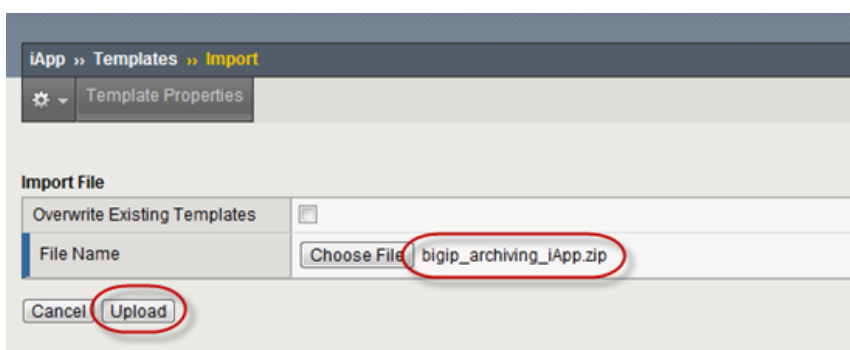 iApp ›› Templates ›› Import
Template Properties
Import File
Overwrite Existing Templates
File Name Choose File bigip_archiving_iApp.zip
Cancel Upload